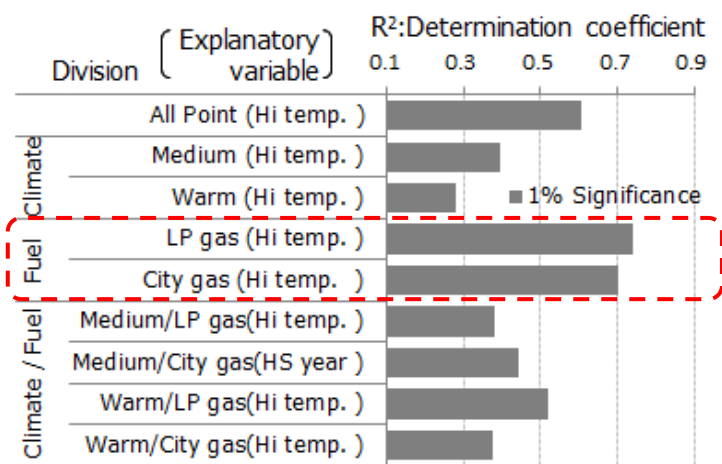 R²:Determination coefficient
Division (Explanatory variable)
0.1 0.3 0.5 0.7 0.9
All Point (Hi temp. )
Climate
Medium (Hi temp. )
Warm (Hi temp. )
■ 1% Significance
Fuel
LP gas (Hi temp. )
City gas (Hi temp. )
Climate / Fuel
Medium/LP gas(Hi temp. )
Medium/City gas(HS year )
Warm/LP gas(Hi temp. )
Warm/City gas(Hi temp. )